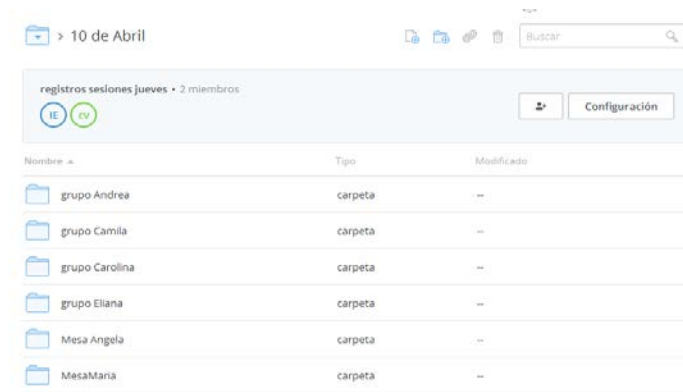 > 10 de Abril
Buscar
registros sesiones jueves • 2 miembros
IE CV
Configuración
Nombre Tipo Modificado
grupo Andrea carpeta --
grupo Camila carpeta --
grupo Carolina carpeta --
grupo Eliana carpeta --
Mesa Angela carpeta --
MesaMaria carpeta --